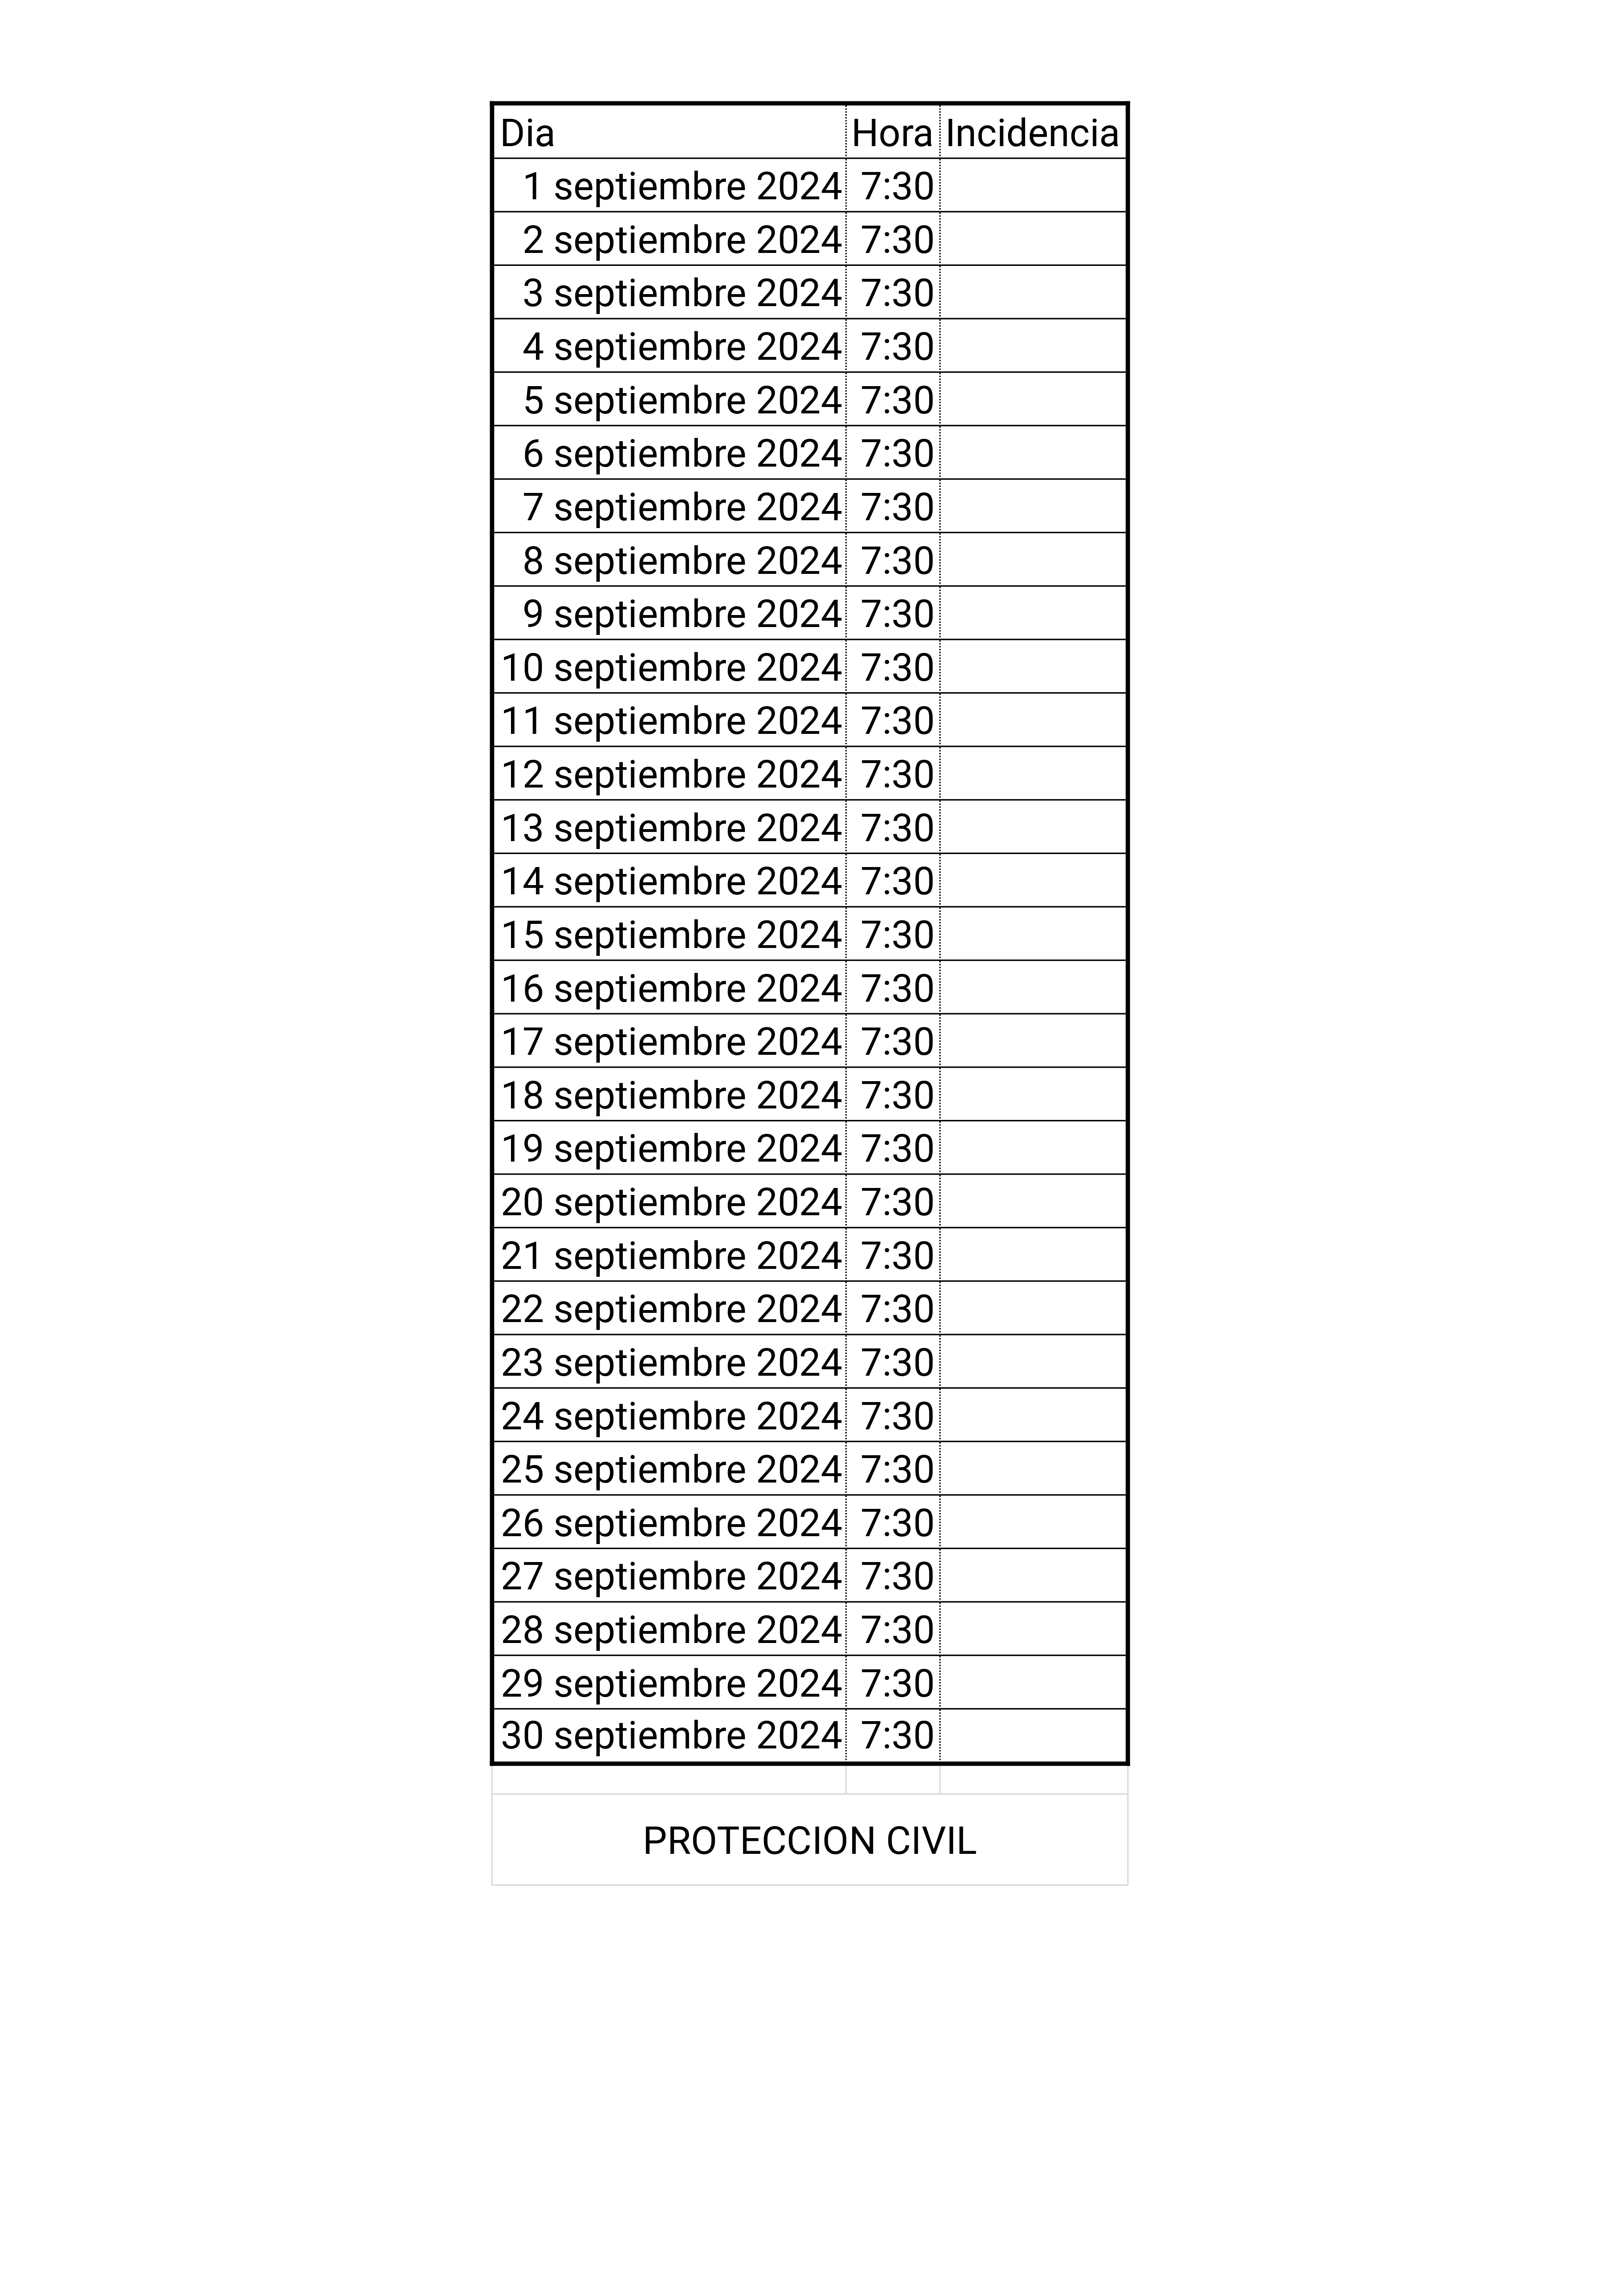 Dia Hora Incidencia
1 septiembre 2024 7:30
2 septiembre 2024 7:30
3 septiembre 2024 7:30
4 septiembre 2024 7:30
5 septiembre 2024 7:30
6 septiembre 2024 7:30
7 septiembre 2024 7:30
8 septiembre 2024 7:30
9 septiembre 2024 7:30
10 septiembre 2024 7:30
11 septiembre 2024 7:30
12 septiembre 2024 7:30
13 septiembre 2024 7:30
14 septiembre 2024 7:30
15 septiembre 2024 7:30
16 septiembre 2024 7:30
17 septiembre 2024 7:30
18 septiembre 2024 7:30
19 septiembre 2024 7:30
20 septiembre 2024 7:30
21 septiembre 2024 7:30
22 septiembre 2024 7:30
23 septiembre 2024 7:30
24 septiembre 2024 7:30
25 septiembre 2024 7:30
26 septiembre 2024 7:30
27 septiembre 2024 7:30
28 septiembre 2024 7:30
29 septiembre 2024 7:30
30 septiembre 2024 7:30
PROTECCION CIVIL